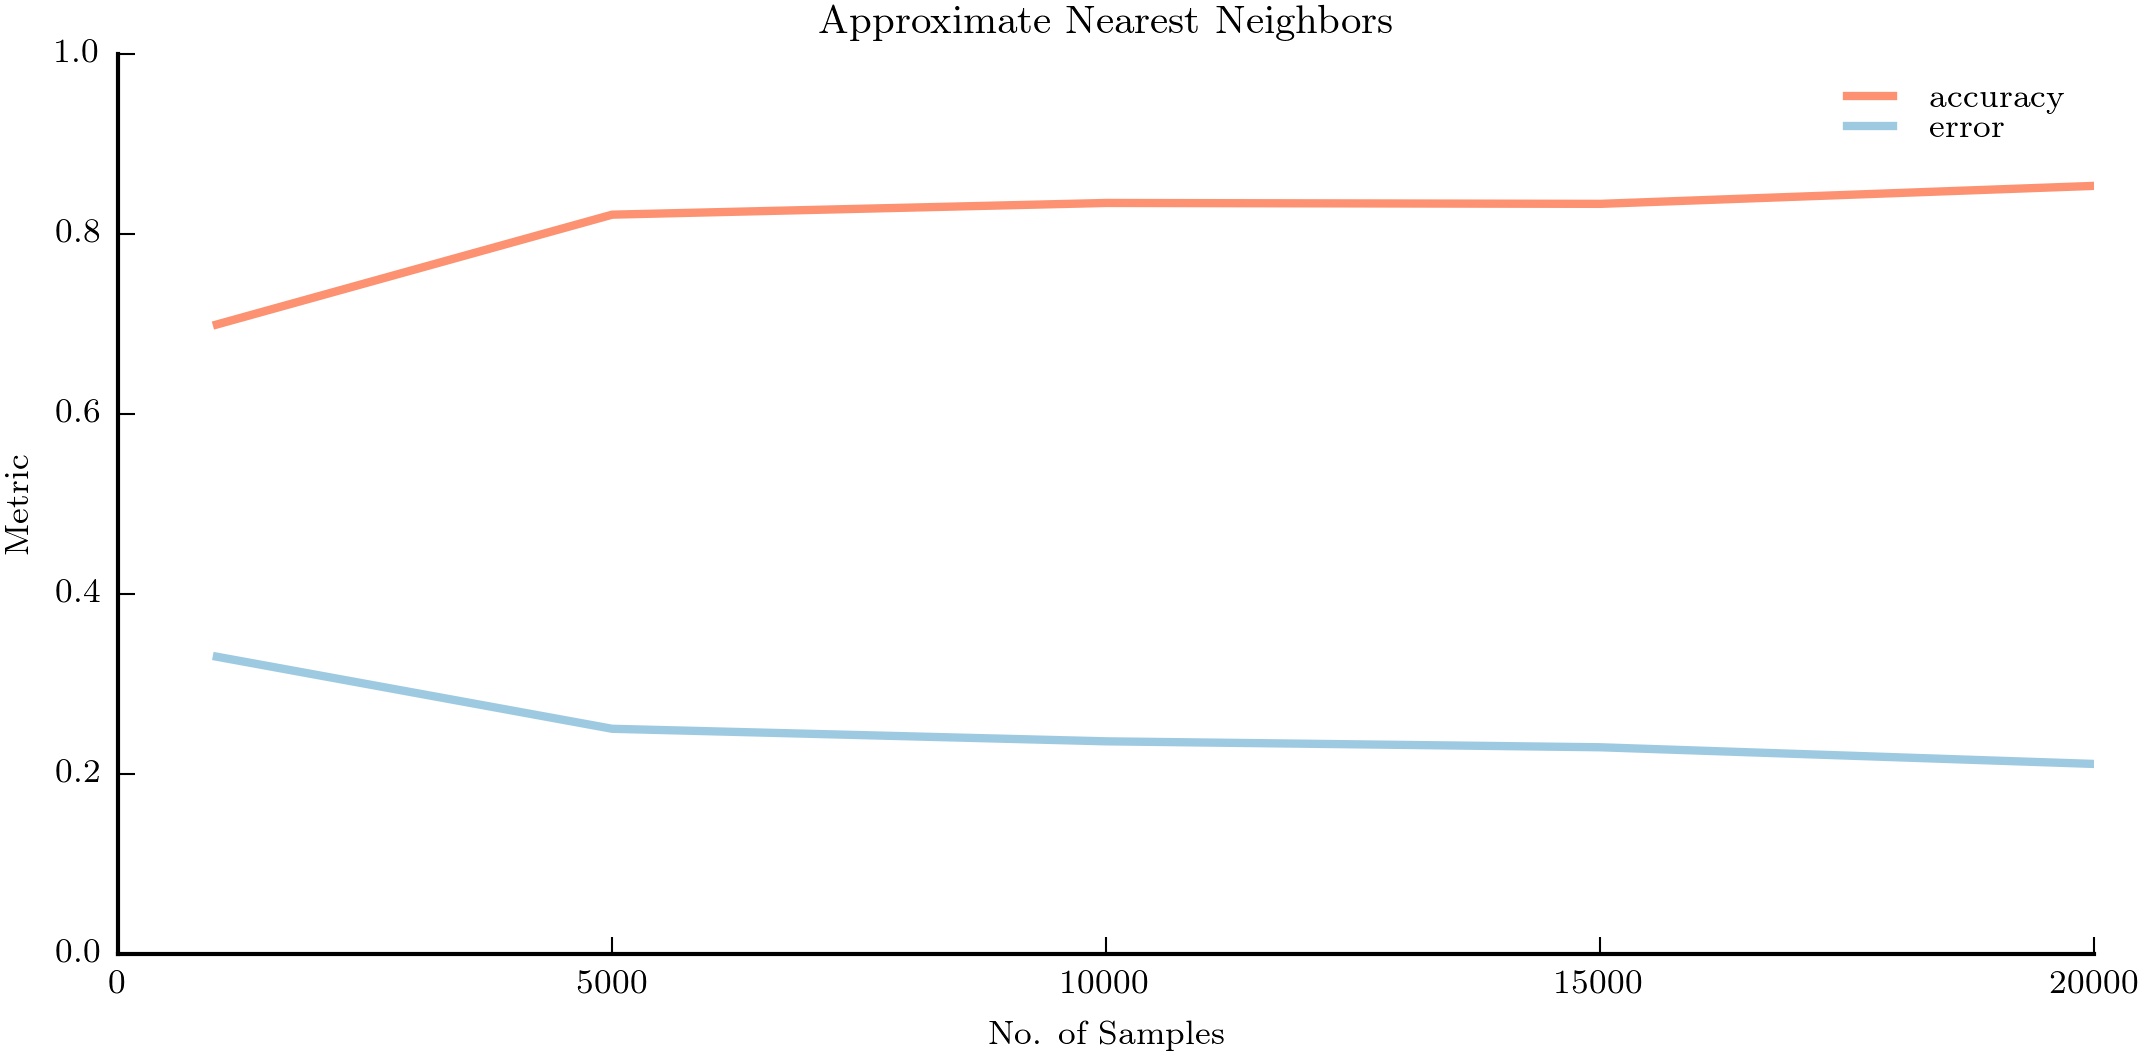 Approximate Nearest Neighbors
1.0
accuracy
error
0.8
0.6
Metric
0.4
0.2
0.0
0 5000 10000 15000 20000
No. of Samples